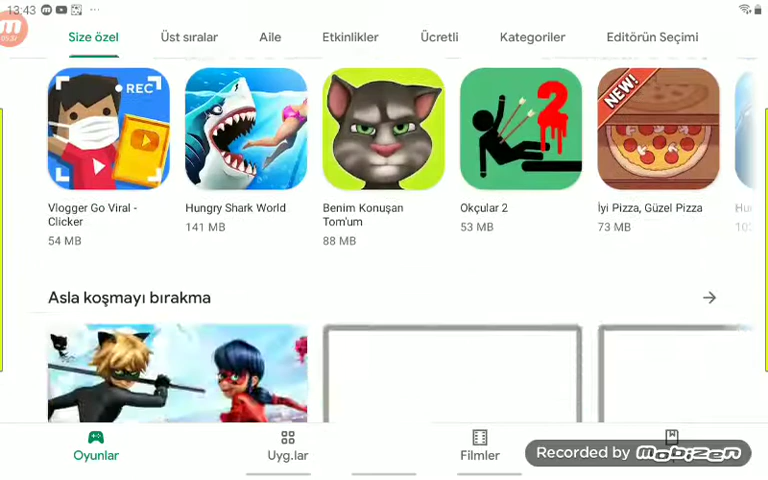 13:43
Size özel
Üst sıralar
Aile
Etkinlikler
Ücretli
Kategoriler
Editörün Seçimi
REC
2
NEW!
Vlogger Go Viral -
Clicker
54 MB
Hungry Shark World
141 MB
Benim Konuşan
Tom'um
88 MB
Okçular 2
53 MB
İyi Pizza, Güzel Pizza
73 MB
Asla koşmayı bırakma
Oyunlar
Uyg.lar
Filmler
Recorded by mobizen